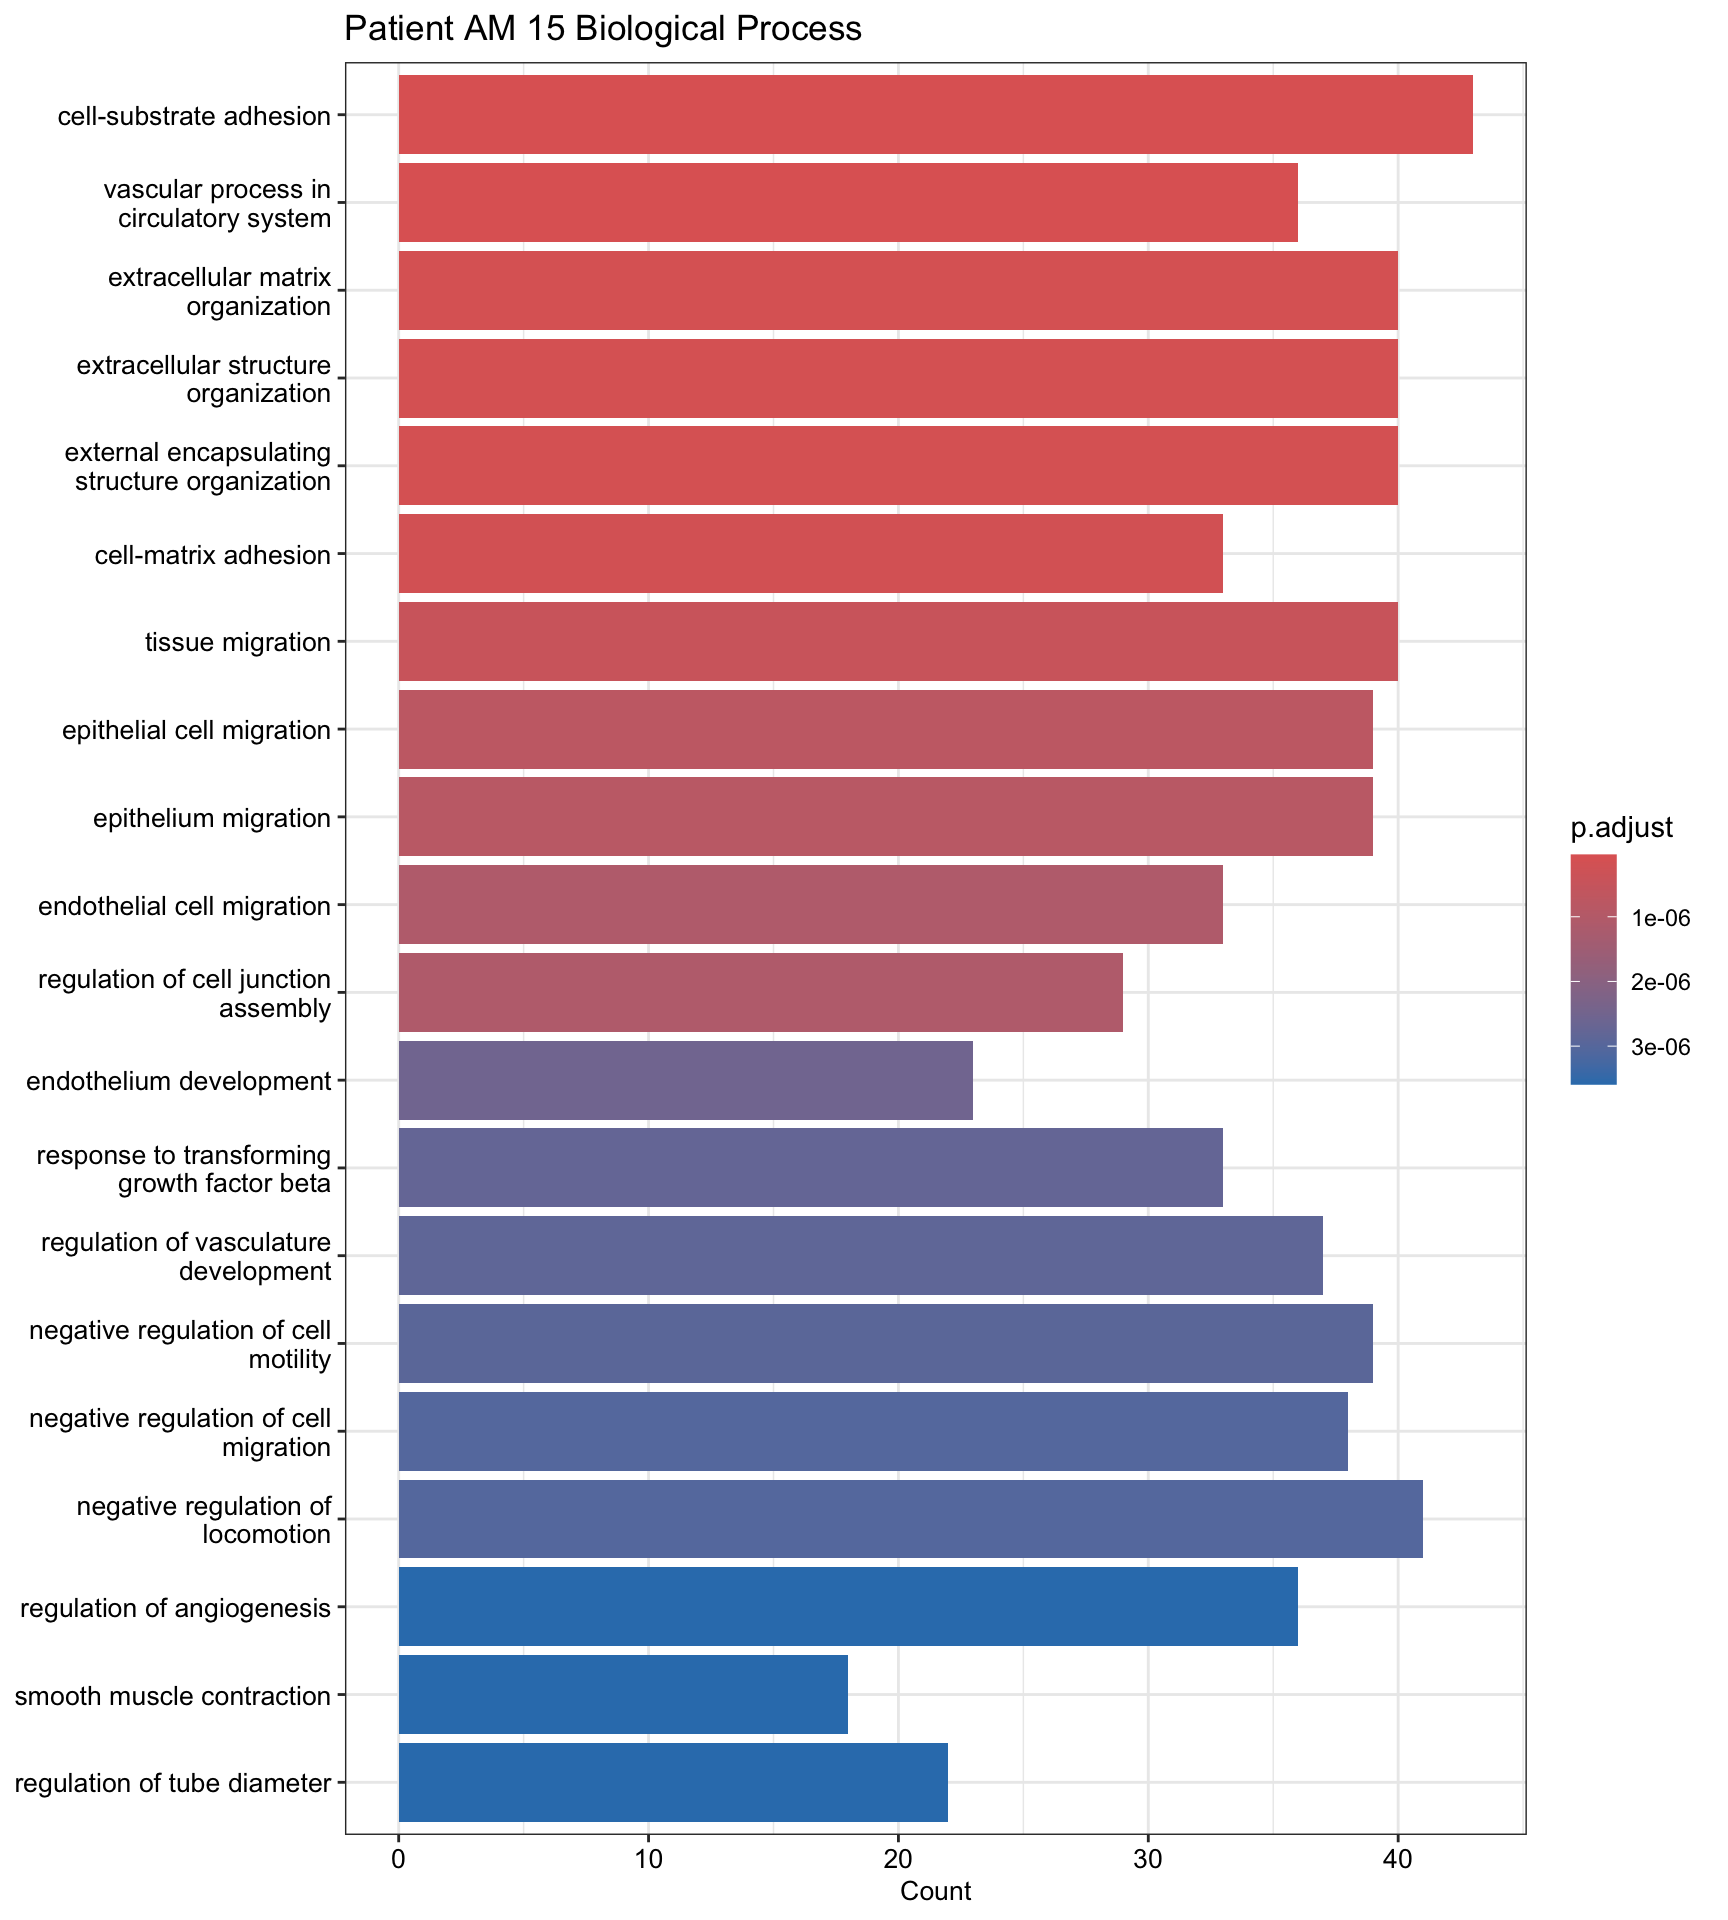 Patient AM 15 Biological Process
cell-substrate adhesion
vascular process in
circulatory system
extracellular matrix
organization
extracellular structure
organization
external encapsulating
structure organization
cell-matrix adhesion
tissue migration
epithelial cell migration
epithelium migration
endothelial cell migration
regulation of cell junction
assembly
endothelium development
response to transforming
growth factor beta
regulation of vasculature
development
negative regulation of cell
motility
negative regulation of cell
migration
negative regulation of
locomotion
regulation of angiogenesis
smooth muscle contraction
regulation of tube diameter
0 10 20 30 40
Count
p.adjust
1e-06
2e-06
3e-06